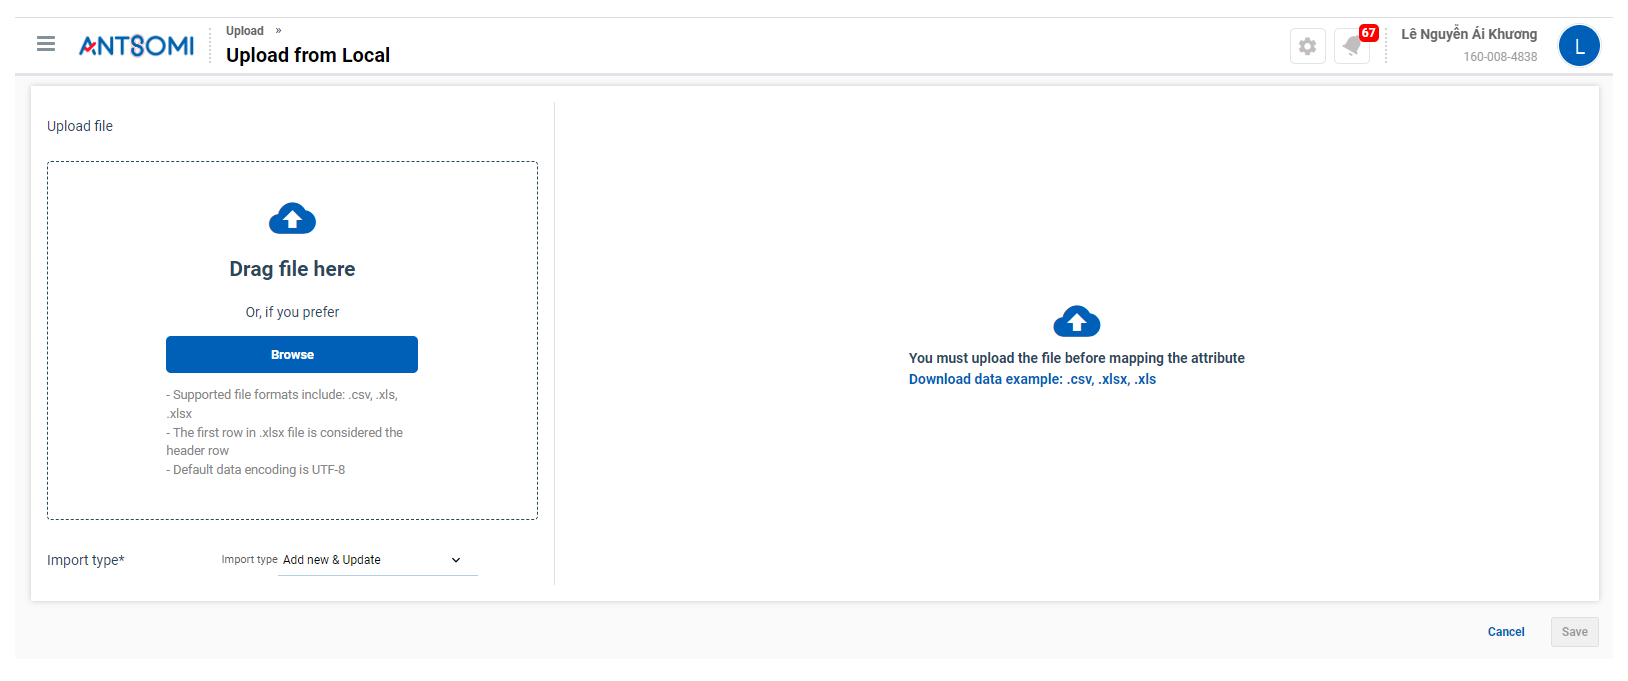 ANTSOMI
Upload »
Upload from Local
67
Lê Nguyễn Ái Khương
160-008-4838
L
Upload file
Drag file here
Or, if you prefer
Browse
- Supported file formats include: .csv, .xls,
.xlsx
- The first row in .xlsx file is considered the
header row
- Default data encoding is UTF-8
Import type*
Import type Add new & Update
You must upload the file before mapping the attribute
Download data example: .csv, .xlsx, .xls
Cancel
Save